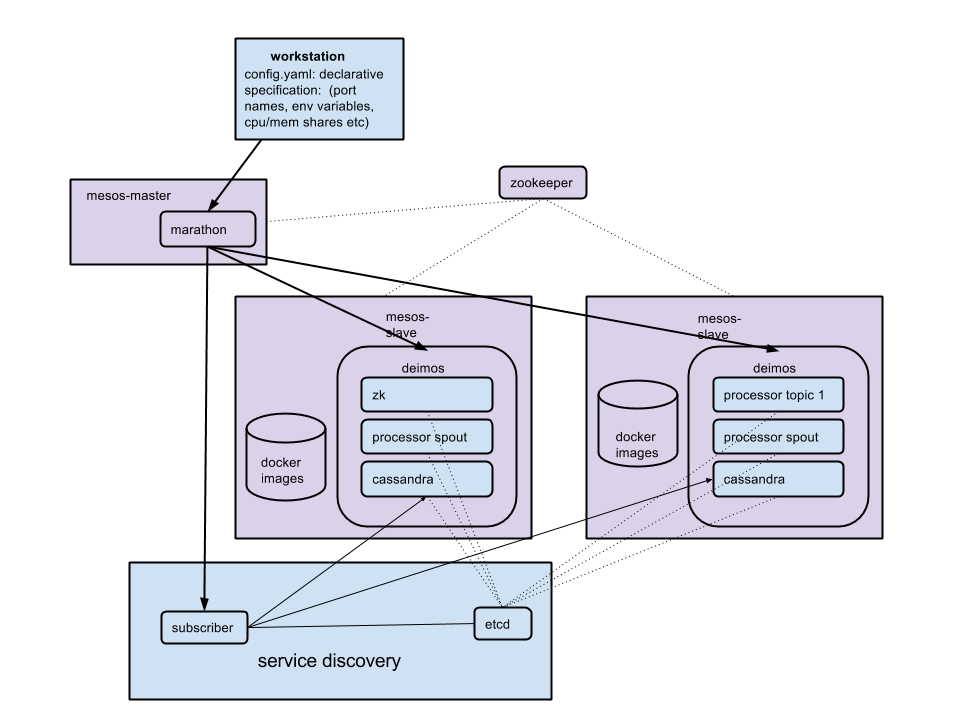 workstation
config.yaml: declarative
specification:  (port
names, env variables,
cpu/mem shares etc)
zookeeper
mesos-master
marathon
mesos-
slave
deimos
zk
processor spout
cassandra
docker
images
mesos-
slave
deimos
processor topic 1
processor spout
cassandra
docker
images
subscriber
etcd
service discovery